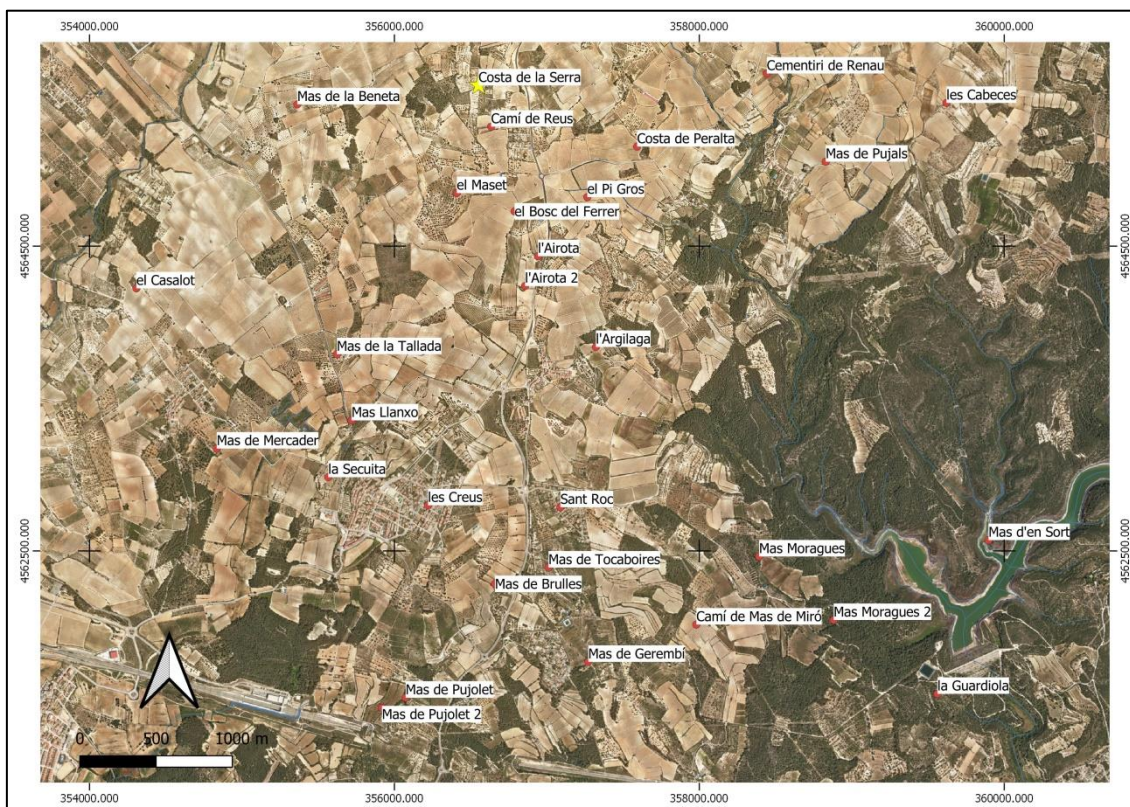 354000.000 356000.000 358000.000 360000.000
Cementiri de Renau
Costa de la Serra
les Cabeces
Mas de la Beneta
Camí de Reus
Costa de Peralta
Mas de Pujals
el Maset
el Pi Gros
el Bosc del Ferrer
4564500.000 4564500.000
l'Airota
l'Airota 2
el Casalot
l'Argilaga
Mas de la Tallada
Mas Llanxo
Mas de Mercader
la Secuita
les Creus
Sant Roc
Mas d'en Sort
4562500.000 4562500.000
Mas Moragues
Mas de Tocaboires
Mas de Brulles
Camí de Mas de Miró
Mas Moragues 2
Mas de Gerembí
la Guardiola
Mas de Pujolet
Mas de Pujolet 2
0 500 1000 m
354000.000 356000.000 358000.000 360000.000